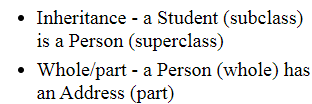 • Inheritance - a Student (subclass)
is a Person (superclass)
• Whole/part - a Person (whole) has
an Address (part)